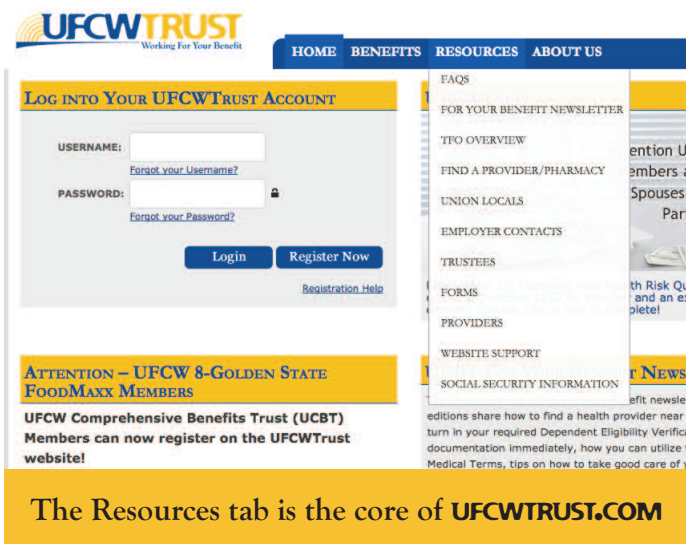 UFCWTRUST
Working For Your Benefit
HOME BENEFITS RESOURCES ABOUT US
LOG INTO YOUR UFCWTRUST ACCOUNT
USERNAME:
Forgot your Username?
PASSWORD:
Forgot your Password?
Login Register Now
Registration Help
FAQS
FOR YOUR BENEFIT NEWSLETTER
TFO OVERVIEW
FIND A PROVIDER/PHARMACY
UNION LOCALS
EMPLOYER CONTACTS
TRUSTEES
FORMS
PROVIDERS
WEBSITE SUPPORT
SOCIAL SECURITY INFORMATION
ention U
embers a
Spouses
Par
th Risk Qu
and an ex
plete!
ATTENTION – UFCW 8-GOLDEN STATE
FOODMAXX MEMBERS
UFCW Comprehensive Benefits Trust (UCBT)
Members can now register on the UFCWTrust
website!
T NEWS
efit newsle
editions share how to find a health provider near
turn in your required Dependent Eligibility Verifica
documentation immediately, how you can utilize
Medical Terms, tips on how to take good care of y
The Resources tab is the core of UFCWTRUST.COM